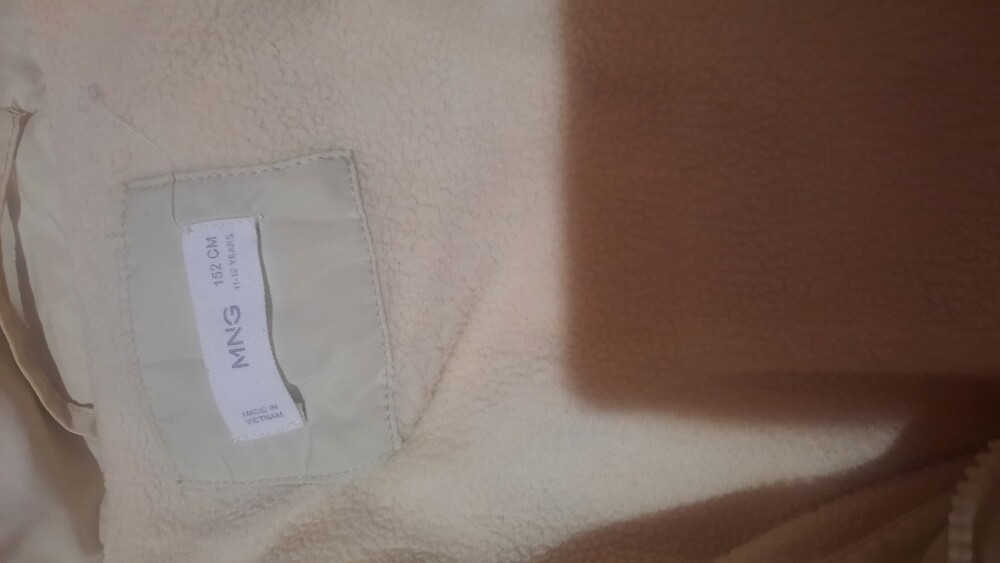 152 CM
11-12 YEARS
MNG
MADE IN
VIETNAM